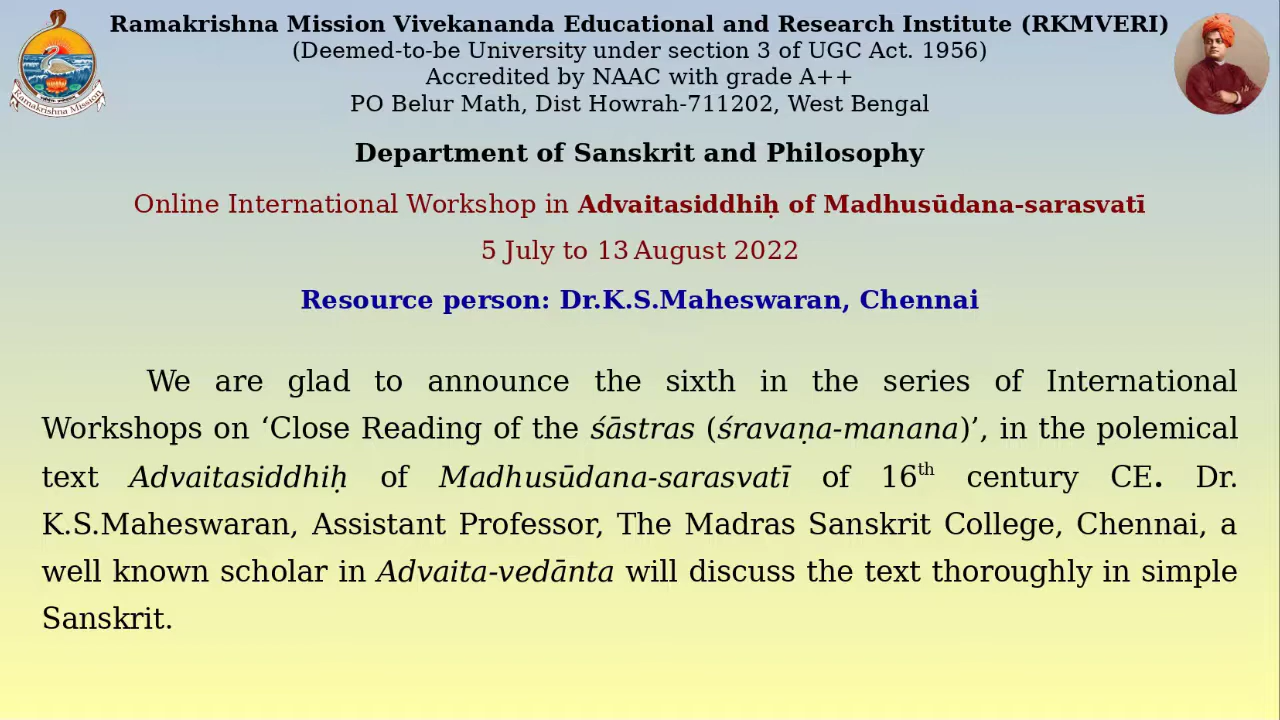 Ramakrishna Mission Vivekananda Educational and Research Institute (RKMVERI)
(Deemed-to-be University under section 3 of UGC Act. 1956)
Accredited by NAAC with grade A++
PO Belur Math, Dist Howrah-711202, West Bengal
Ramakrishna Mission
Department of Sanskrit and Philosophy
Online International Workshop in Advaitasiddhiḥ of Madhusūdana-sarasvatī
5 July to 13 August 2022
Resource person: Dr.K.S.Maheswaran, Chennai
We are glad to announce the sixth in the series of International
Workshops on ‘Close Reading of the śāstras (śravaṇa-manana)’, in the polemical
text Advaitasiddhiḥ of Madhusūdana-sarasvatī of 16th century CE. Dr.
K.S.Maheswaran, Assistant Professor, The Madras Sanskrit College, Chennai, a
well known scholar in Advaita-vedānta will discuss the text thoroughly in simple
Sanskrit.